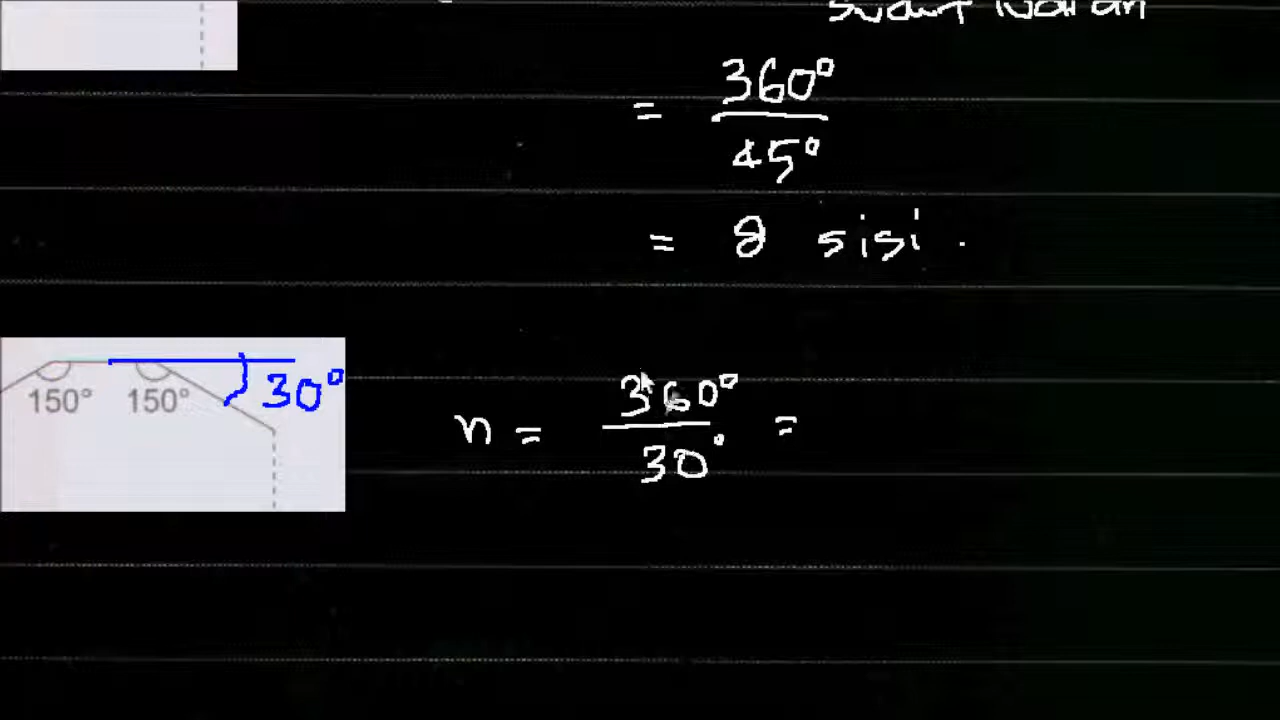 = 360°
45°
= 8 sisi .
150° 150° 30°
n = 360° =
30°